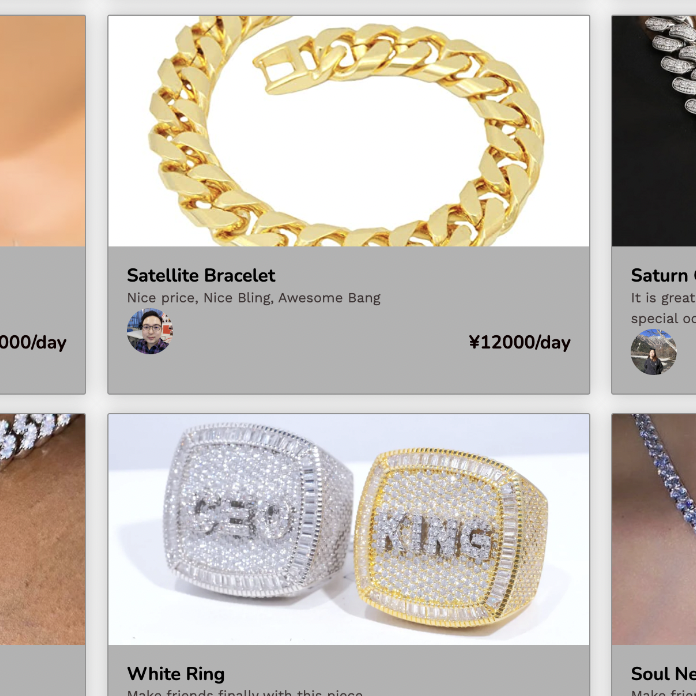 Satellite Bracelet
Nice price, Nice Bling, Awesome Bang
000/day
¥12000/day
Saturn
It is great
special oc
CEO
KING
White Ring
Make friends finally with this piece
Soul Ne
Make frien